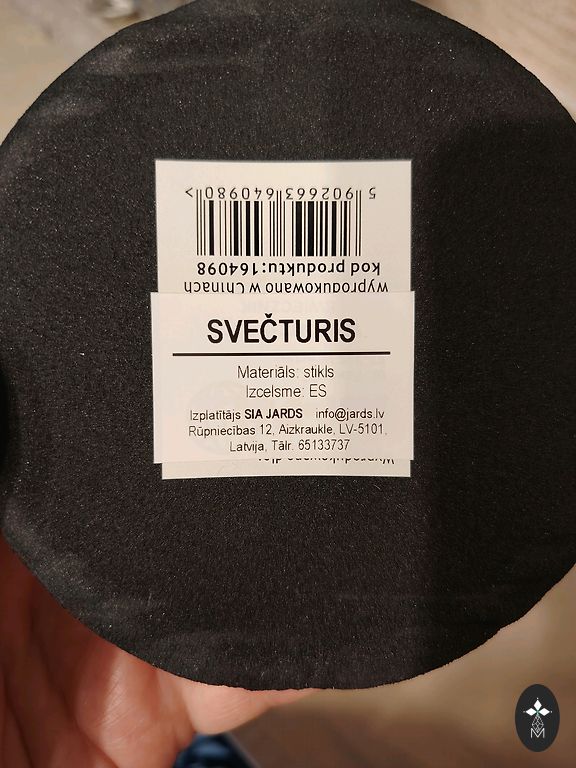 SVEČTURIS
Materiāls: stikls
Izcelsme: ES
Izplatītājs SIA JARDS info@jards.lv
Rūpniecības 12, Aizkraukle, LV-5101,
Latvija, Tālr. 65133737
Wyprodukowano w Chinach
kod produktu:164098
5 902663 640980 >